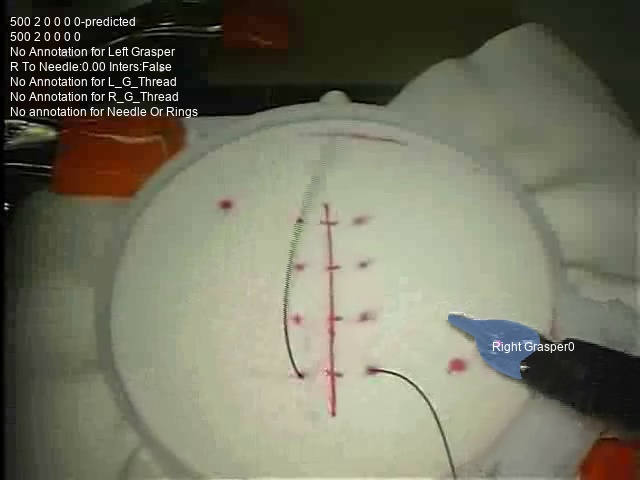 500 2 0 0 0 0-predicted
500 2 0 0 0 0
No Annotation for Left Grasper
R To Needle:0.00 Inters:False
No Annotation for L_G_Thread
No Annotation for R_G_Thread
No annotation for Needle Or Rings
Right Grasper0